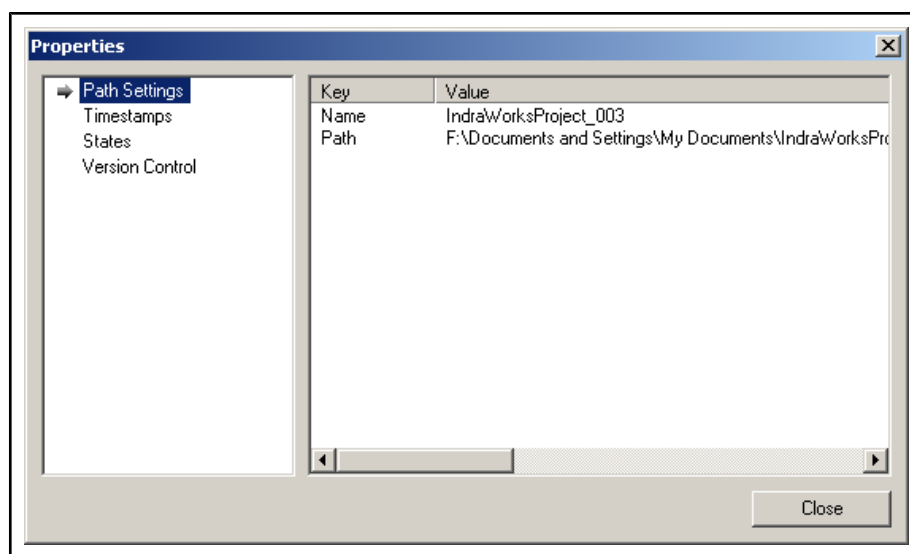 Properties
Path Settings
Timestamps
States
Version Control
Key Value
Name IndraWorksProject_003
Path F:\Documents and Settings\My Documents\IndraWorksPro
Close